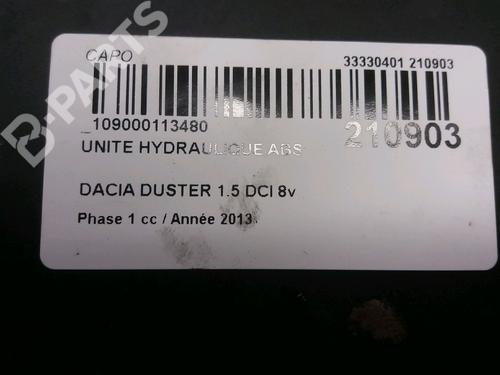 CAPO
33330401 210903
B-PARTS
_109000113480
210903
UNITE HYDRAULIQUE ABS
DACIA DUSTER 1.5 DCI 8v
Phase 1 cc / Année 2013